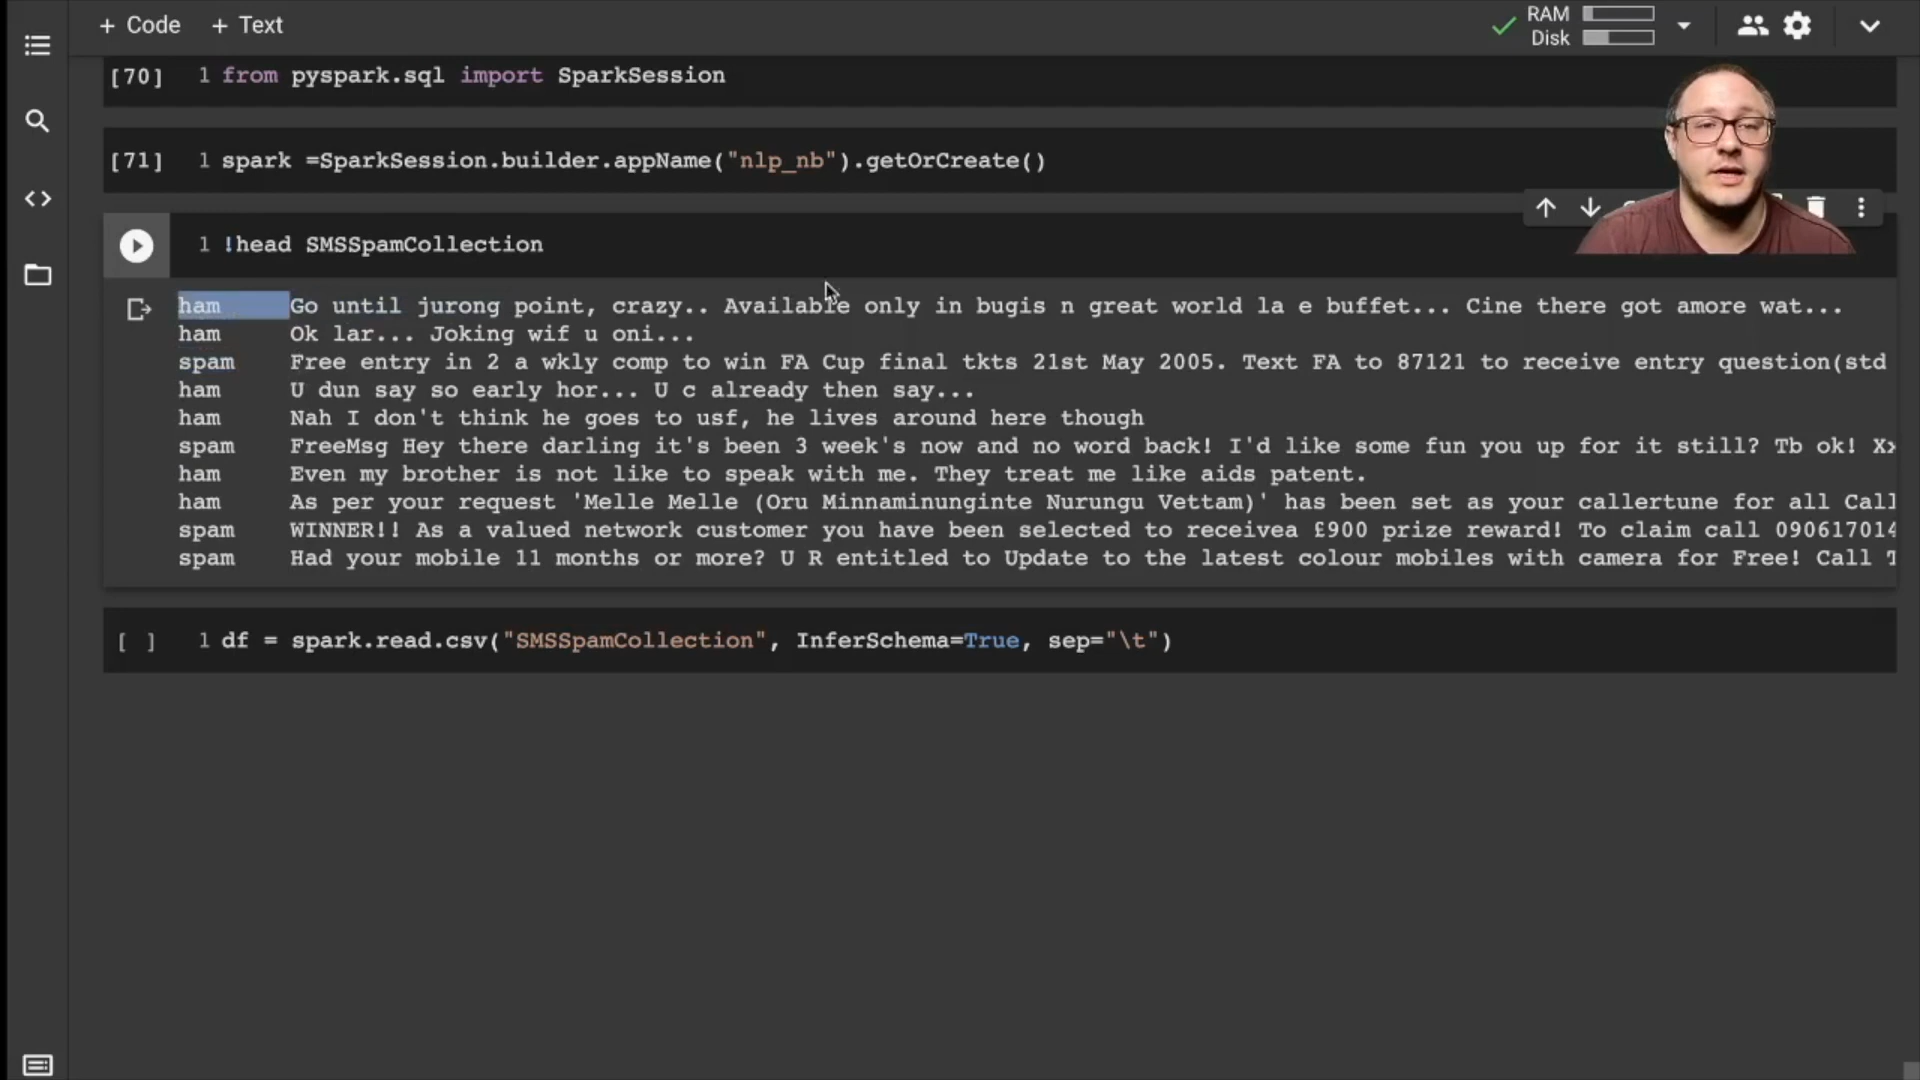 + Code + Text
RAM
Disk
[70] 1 from pyspark.sql import SparkSession
[71] 1 spark =SparkSession.builder.appName("nlp_nb").getOrCreate()
1 !head SMSSpamCollection
ham Go until jurong point, crazy.. Available only in bugis n great world la e buffet... Cine there got amore wat...
ham Ok lar... Joking wif u oni...
spam Free entry in 2 a wkly comp to win FA Cup final tkts 21st May 2005. Text FA to 87121 to receive entry question(std
ham U dun say so early hor... U c already then say...
ham Nah I don't think he goes to usf, he lives around here though
spam FreeMsg Hey there darling it's been 3 week's now and no word back! I'd like some fun you up for it still? Tb ok! Xx
ham Even my brother is not like to speak with me. They treat me like aids patent.
ham As per your request 'Melle Melle (Oru Minnaminunginte Nurungu Vettam)' has been set as your callertune for all Call
spam WINNER!! As a valued network customer you have been selected to receivea £900 prize reward! To claim call 090617014
spam Had your mobile 11 months or more? U R entitled to Update to the latest colour mobiles with camera for Free! Call
[ ] 1 df = spark.read.csv("SMSSpamCollection", InferSchema=True, sep="\t")